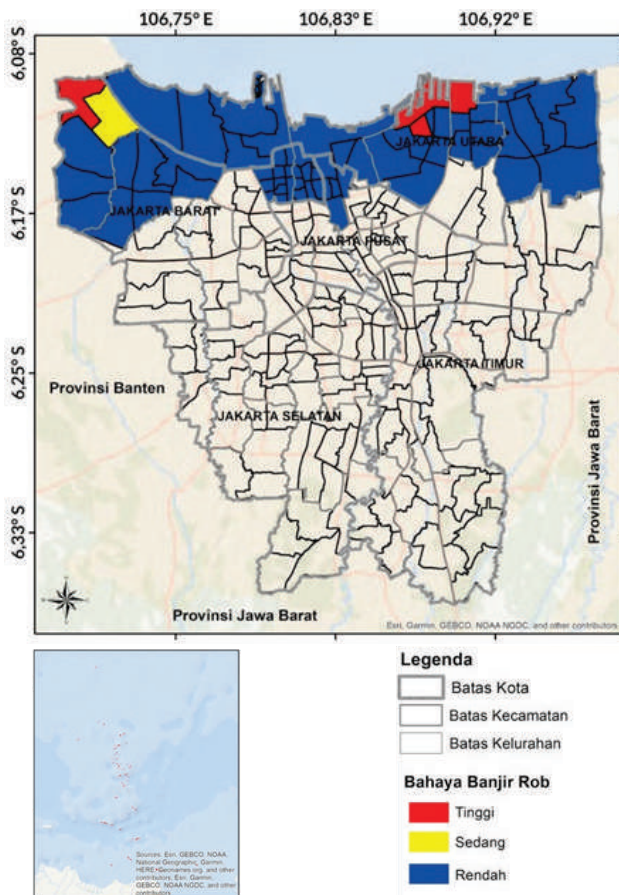 106,75° E
106,83° E
106,92° E
6,08° S
6,17° S
6,25° S
6,33° S
JAKARTA UTARA
JAKARTA BARAT
JAKARTA PUSAT
JAKARTA TIMUR
JAKARTA SELATAN
Provinsi Banten
Provinsi Jawa Barat
Provinsi Jawa Barat
Esri, Garmin, GEBCO, NOAA NGDC, and other contributors
Sources: Esri, GEBCO, NOAA,
National Geographic, Garmin,
HERE, Geonames.org, and other
contributors, Esri, Garmin,
GEBCO, NOAA NGDC, and other
contributors
Legenda
Batas Kota
Batas Kecamatan
Batas Kelurahan
Bahaya Banjir Rob
Tinggi
Sedang
Rendah